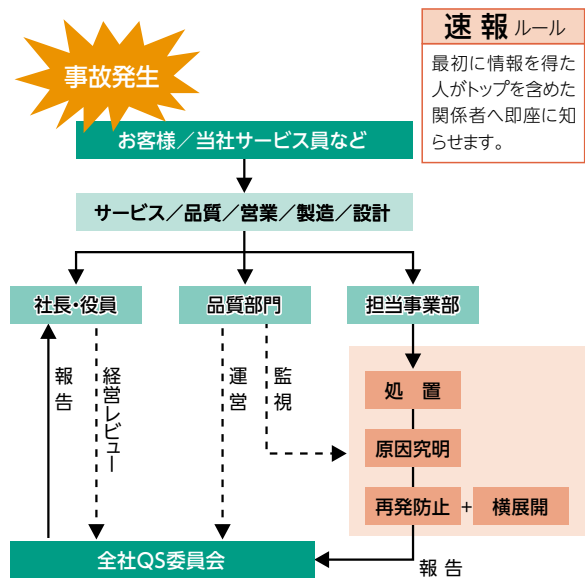 事故発生
速報 ルール
最初に情報を得た
人がトップを含めた
関係者へ即座に知
らせます。
お客様／当社サービス員など
サービス／品質／営業／製造／設計
社長・役員
品質部門
担当事業部
報告
経営レビュー
運営
監視
処 置
原因究明
再発防止 + 横展開
全社QS委員会
報 告